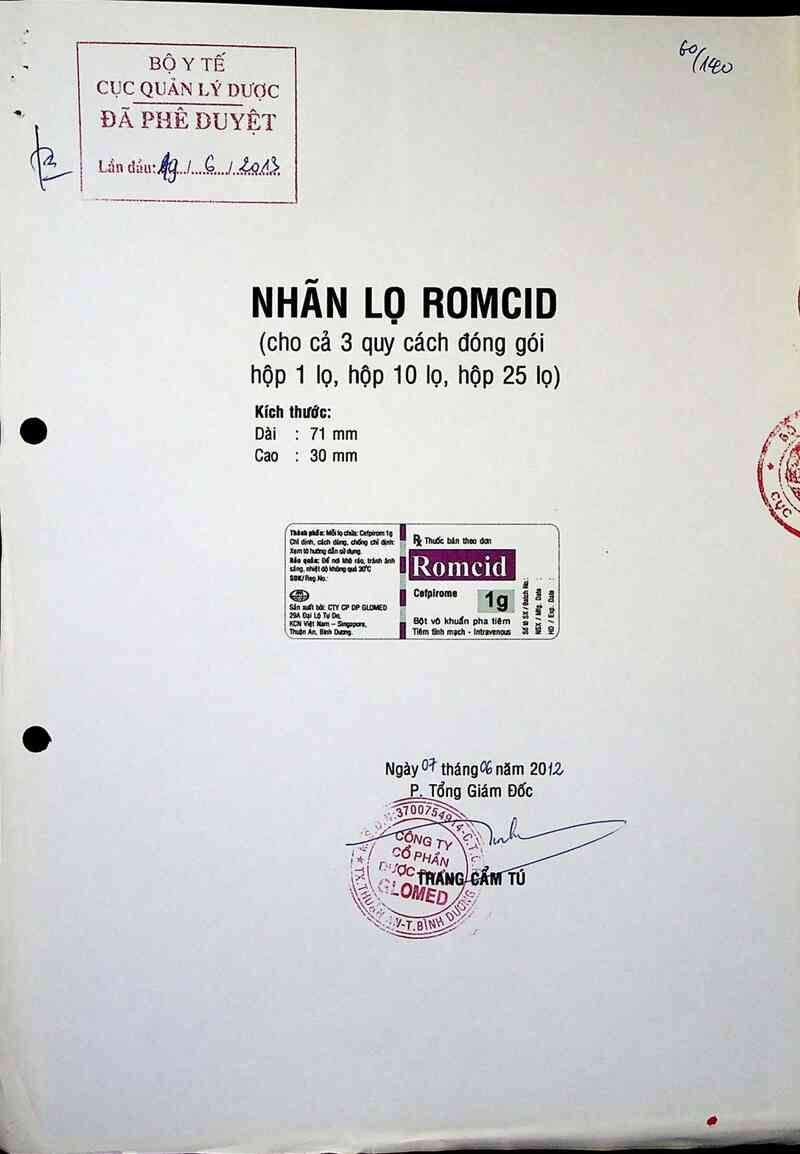 60/140
BỘ Y TẾ
CỤC QUẢN LÝ DƯỢC
ĐÃ PHÊ DUYỆT
Lần đầu: 19 / 6 / 2013
NHÃN LỌ ROMCID
(cho cả 3 quy cách đóng gói
hộp 1 lọ, hộp 10 lọ, hộp 25 lọ)
Kích thước:
Dài : 71 mm
Cao : 30 mm
Thành phần: Mỗi lọ chứa: Cefpirom 1g
Chỉ định, cách dùng, chống chỉ định:
Xem tờ hướng dẫn sử dụng.
Bảo quản: Để nơi khô ráo, tránh ánh
sáng, nhiệt độ không quá 30°C
SĐK/ Reg.No.:
Sản xuất bởi: CTY CP DP GLOMED
29A Đại Lộ Tự Do,
KCN Việt Nam – Singapore,
Thuận An, Bình Dương.
Rx Thuốc bán theo đơn
Romcid
Cefpirome 1g
Bột vô khuẩn pha tiêm
Tiêm tĩnh mạch - Intravenous
Số lô SX / Batch No.:
NSX / Mfg. Date :
HD / Exp. Date :
Ngày 07 tháng 06 năm 2012
P. Tổng Giám Đốc
CÔNG TY
CỔ PHẦN
GLOMED
TX.THUẬN AN-T.BÌNH DƯƠNG
TRANG CẨM TÚ
CỤC